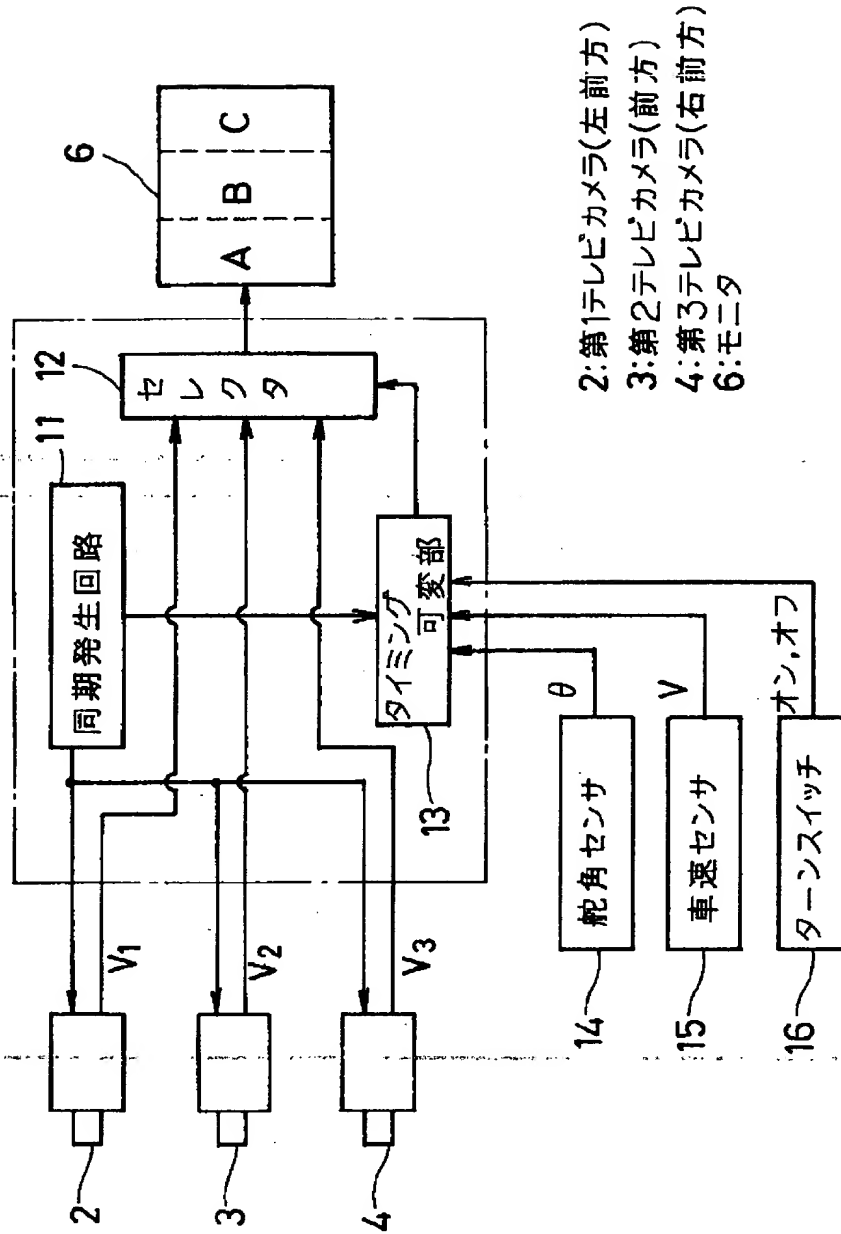 2
3
4
V1
V2
V3
11
同期発生回路
12
セレクタ
6
A B C
13
タイミング
可変部
θ
V
オン,オフ
14
舵角センサ
15
車速センサ
16
ターンスイッチ
2:第1テレビカメラ(左前方)
3:第2テレビカメラ(前方)
4:第3テレビカメラ(右前方)
6:モニタ